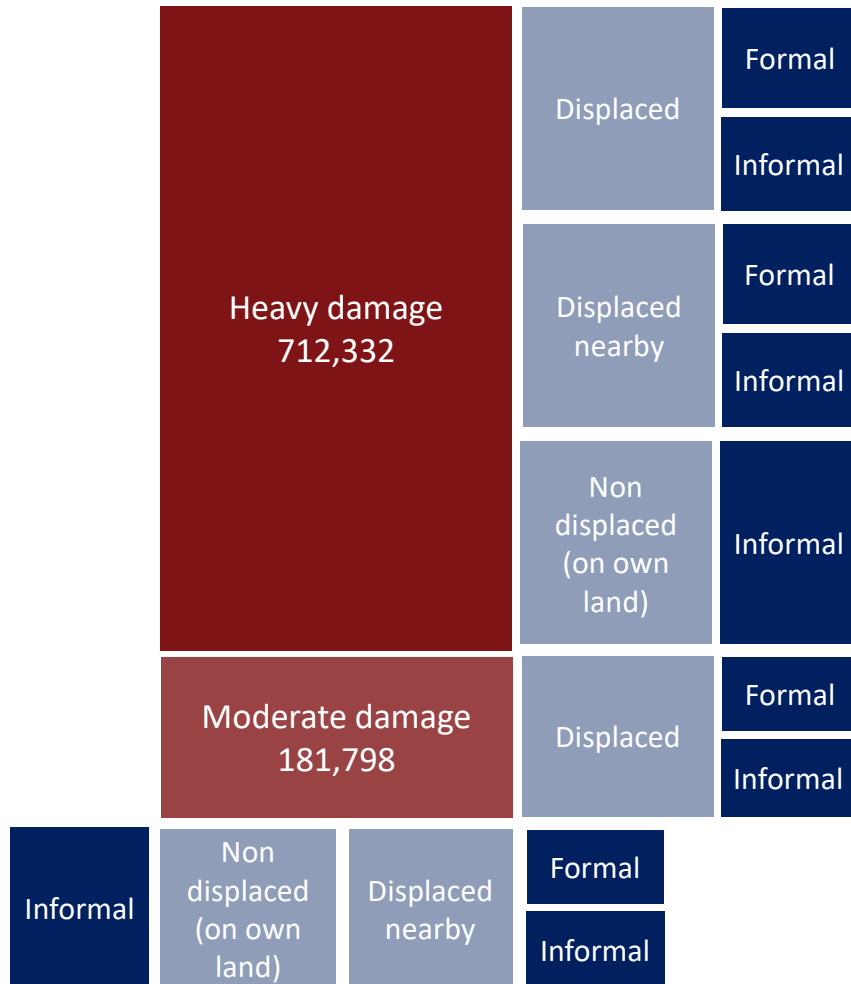 Heavy damage
712,332
Displaced
Formal
Informal
Displaced
nearby
Formal
Informal
Non
displaced
(on own
land)
Informal
Moderate damage
181,798
Displaced
Formal
Informal
Informal
Non
displaced
(on own
land)
Displaced
nearby
Formal
Informal